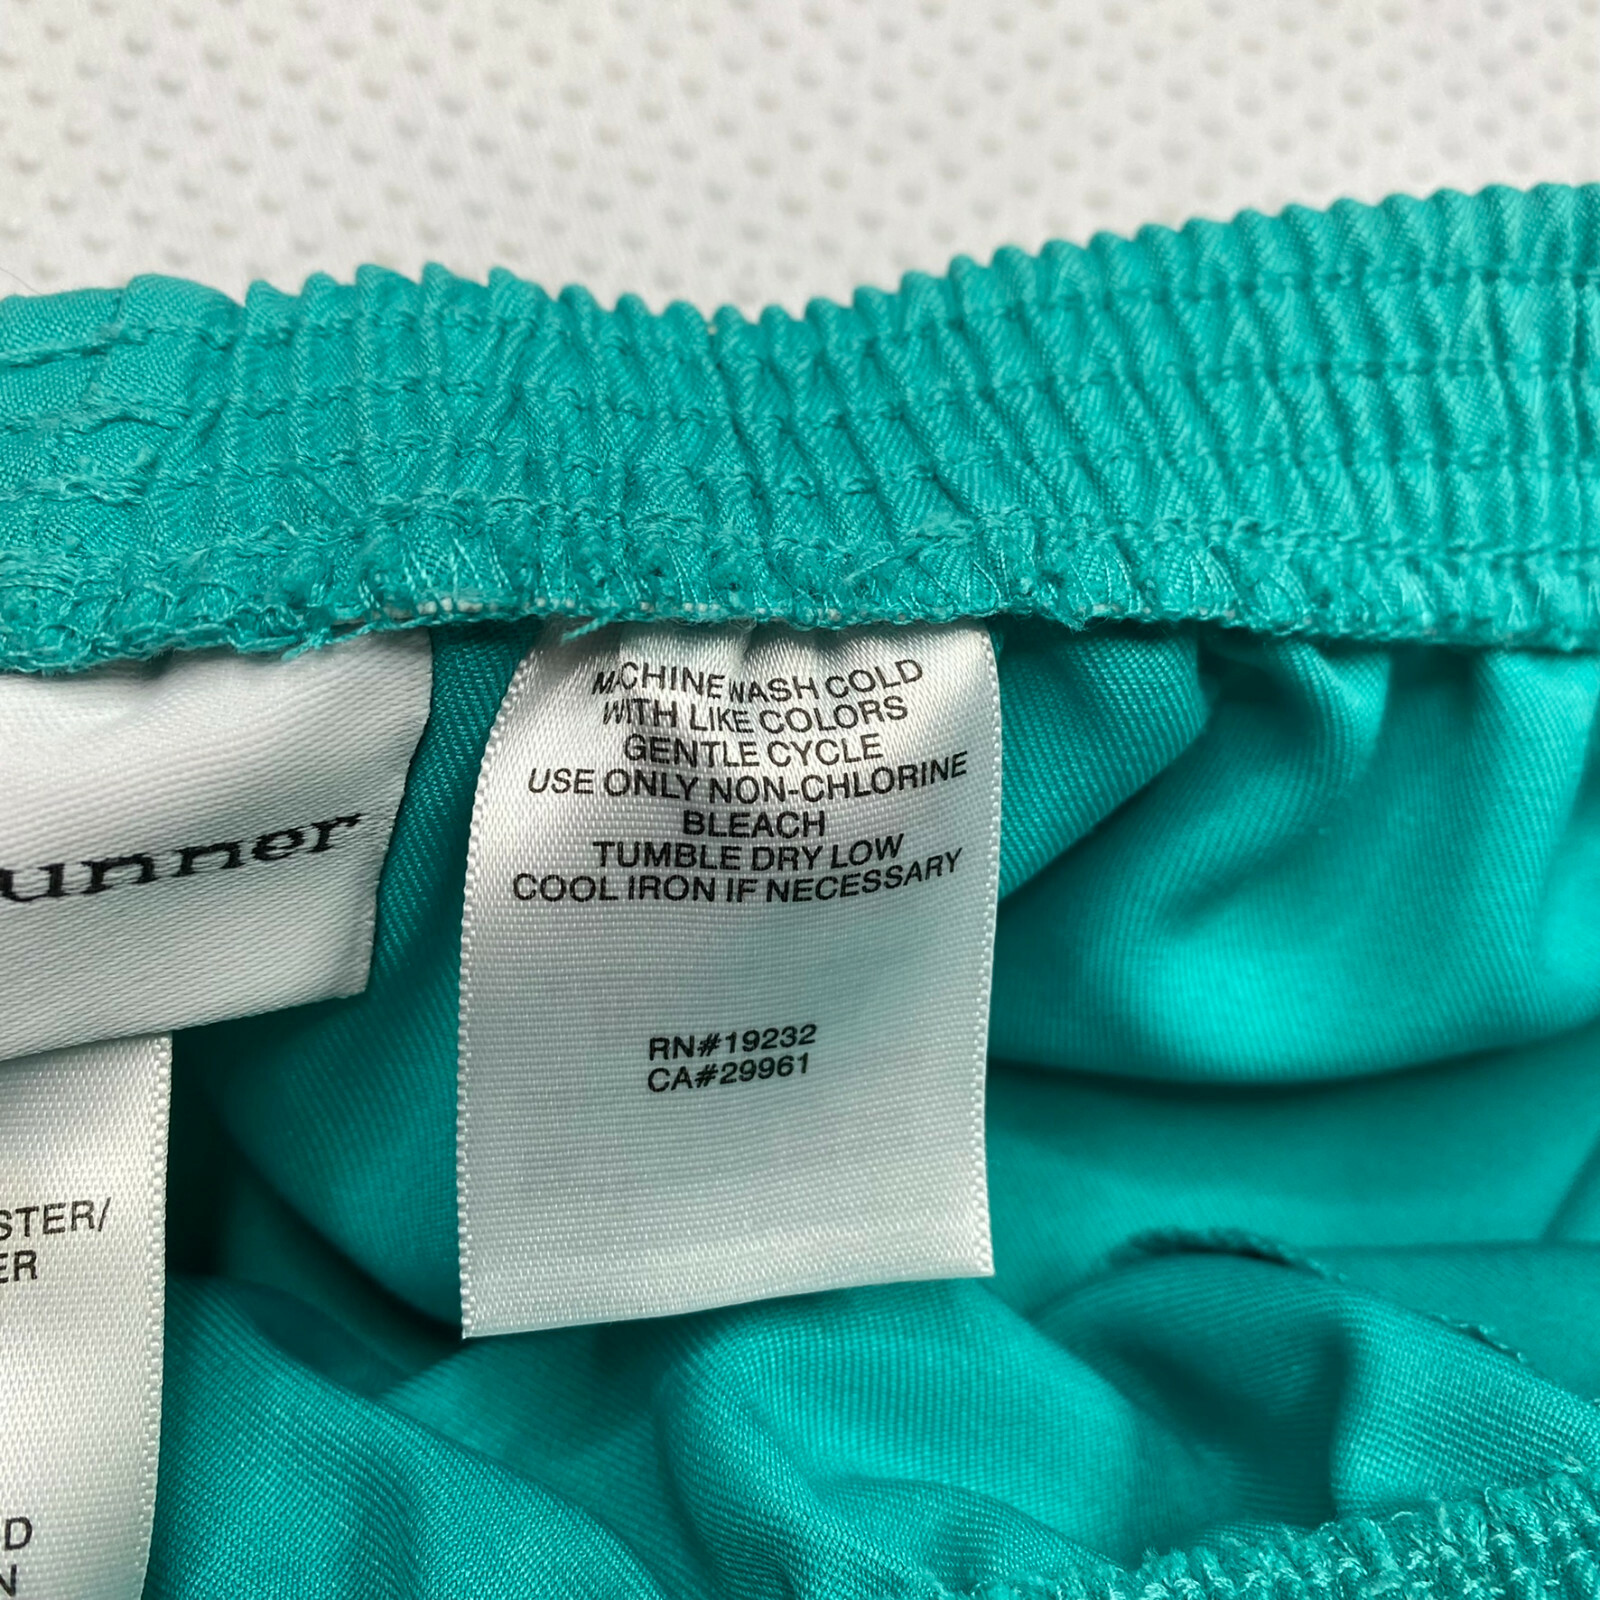 MACHINE WASH COLD
WITH LIKE COLORS
GENTLE CYCLE
USE ONLY NON-CHLORINE
BLEACH
TUMBLE DRY LOW
COOL IRON IF NECESSARY
RN#19232
CA#29961
unner
STER/
ER
D
N